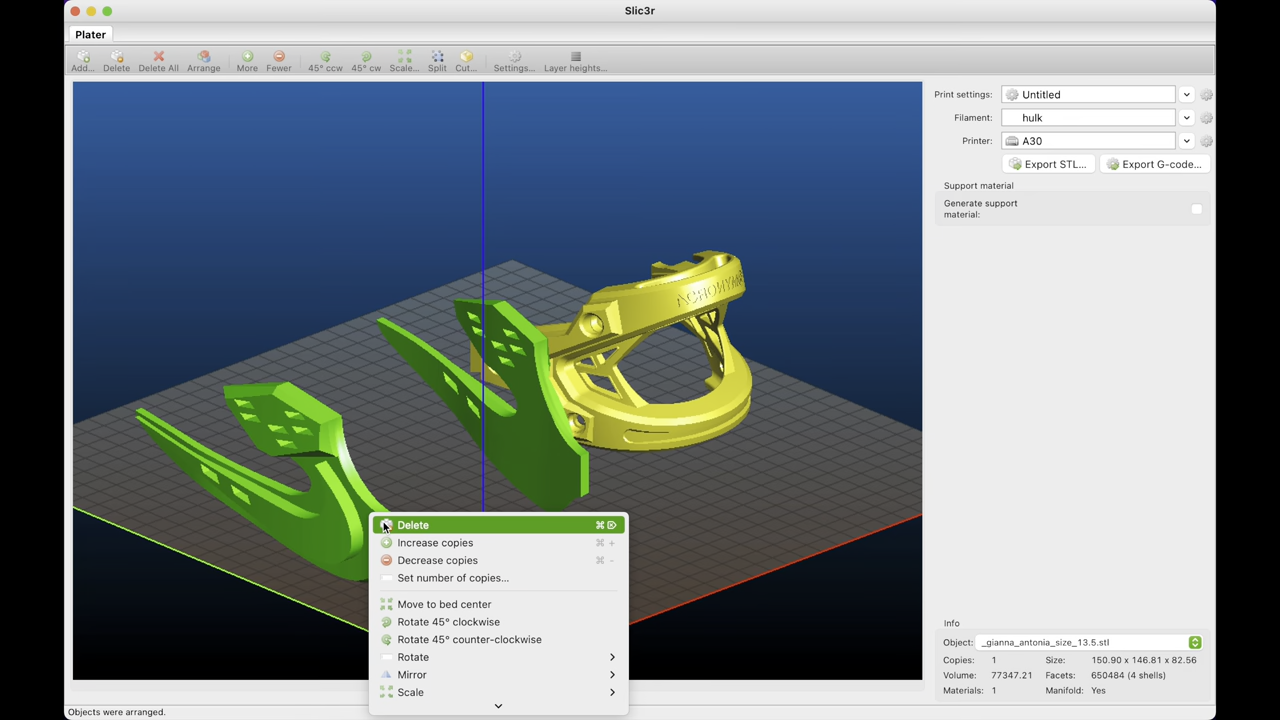 Slic3r
Plater
Add... Delete Delete All Arrange More Fewer 45° ccw 45° cw Scale... Split Cut... Settings... Layer heights...
Print settings: Untitled
Filament: hulk
Printer: A30
Export STL... Export G-code...
Support material
Generate support
material:
Delete ⌘⌦
Increase copies ⌘ +
Decrease copies ⌘ -
Set number of copies...
Move to bed center
Rotate 45° clockwise
Rotate 45° counter-clockwise
Rotate
Mirror
Scale
Info
Object: _gianna_antonia_size_13.5.stl
Copies: 1 Size: 150.90 x 146.81 x 82.56
Volume: 77347.21 Facets: 650484 (4 shells)
Materials: 1 Manifold: Yes
Objects were arranged.